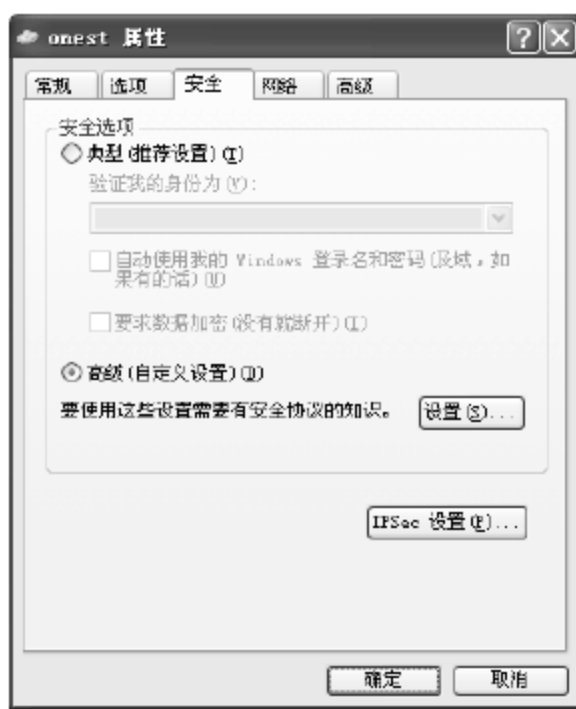 onest 属性
常规 选项 安全 网络 高级
安全选项
典型(推荐设置)(T)
验证我的身份为(V):
自动使用我的 Windows 登录名和密码(及域,如
果有的话)(U)
要求数据加密(没有就断开)(I)
高级(自定义设置)(D)
要使用这些设置需要有安全协议的知识。 设置(S)...
IPSec 设置(P)...
确定 取消